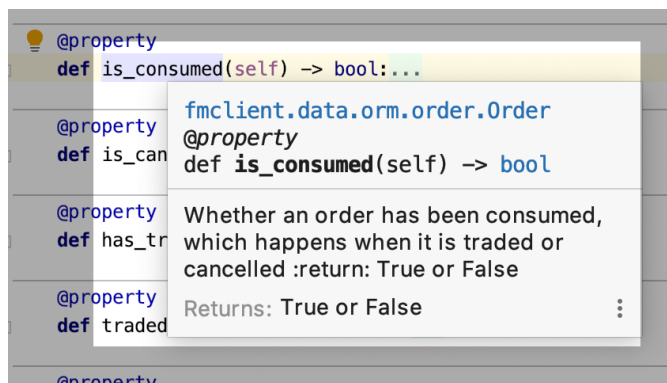 @property
def is_consumed(self) -> bool:...
fmclient.data.orm.order.Order
@property
def is_consumed(self) -> bool
Whether an order has been consumed,
which happens when it is traded or
cancelled :return: True or False
Returns: True or False
@property
def is_can
@property
def has_tr
@property
def traded
@property